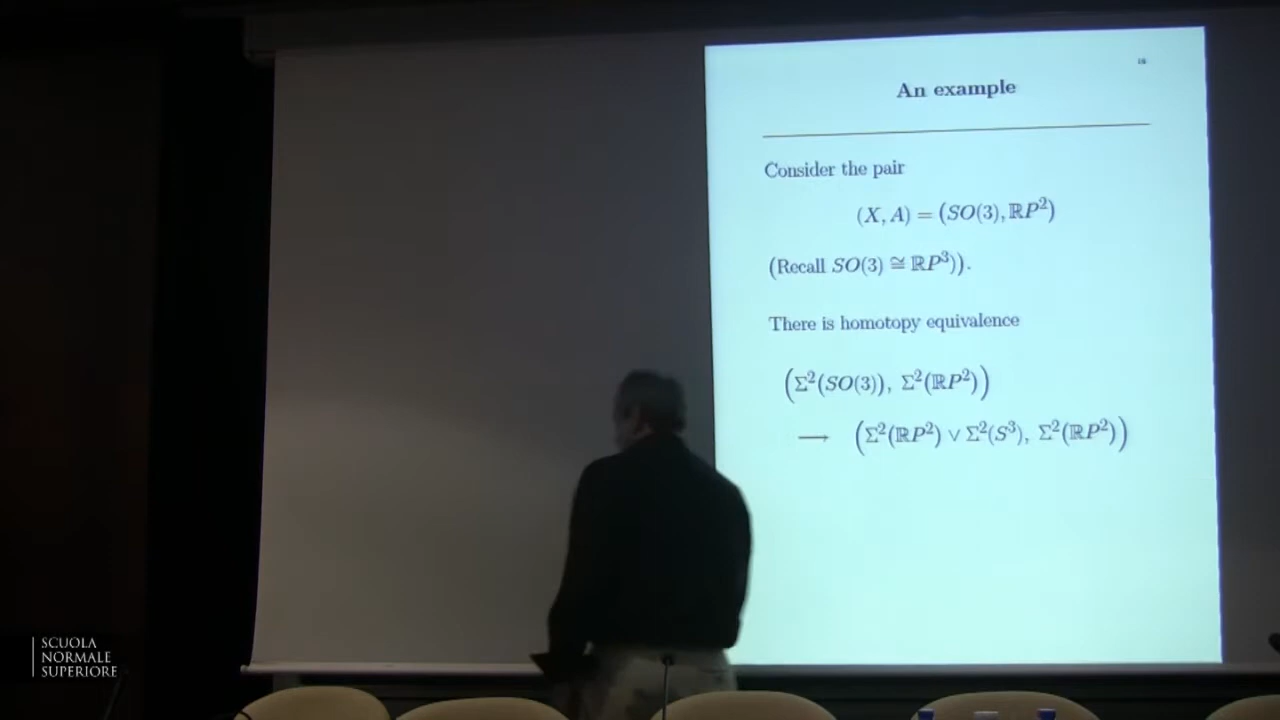 18
An example
Consider the pair
(X, A) = (SO(3), ℝP²)
(Recall SO(3) ≅ ℝP³)).
There is homotopy equivalence
(Σ²(SO(3)), Σ²(ℝP²))
⟶ (Σ²(ℝP²) ∨ Σ²(S³), Σ²(ℝP²))
SCUOLA
NORMALE
SUPERIORE